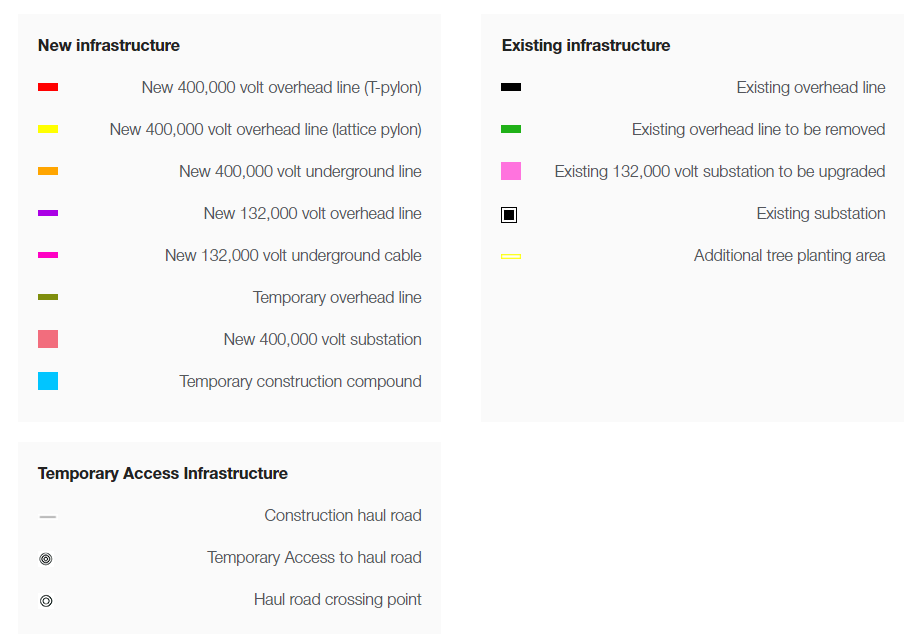 New infrastructure
New 400,000 volt overhead line (T-pylon)
New 400,000 volt overhead line (lattice pylon)
New 400,000 volt underground line
New 132,000 volt overhead line
New 132,000 volt underground cable
Temporary overhead line
New 400,000 volt substation
Temporary construction compound
Existing infrastructure
Existing overhead line
Existing overhead line to be removed
Existing 132,000 volt substation to be upgraded
Existing substation
Additional tree planting area
Temporary Access Infrastructure
Construction haul road
Temporary Access to haul road
Haul road crossing point